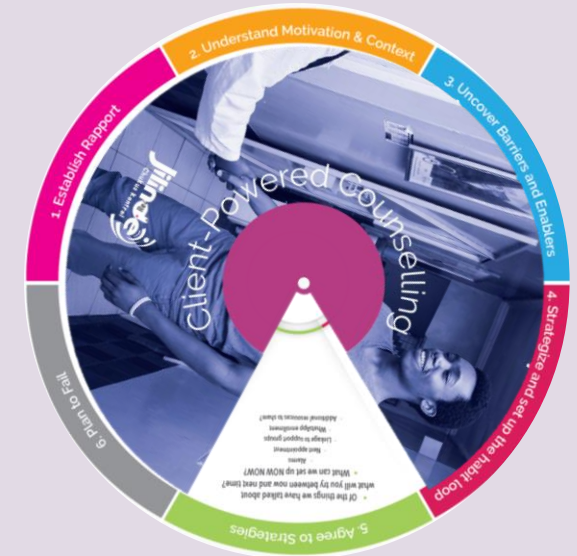 1. Establish Rapport
2. Understand Motivation & Context
3. Uncover Barriers and Enablers
4. Strategize and set up the habit loop
5. Agree to Strategies
6. Plan to Fail
Client-Powered Counselling
Jilinde
• Of the things we have talked about
what will you try between now and next time?
• What can we set up NOW NOW?
- Alarms
- Next appointment
- Linkage to support groups
- WhatsApp enrollment
- Additional resources to share?